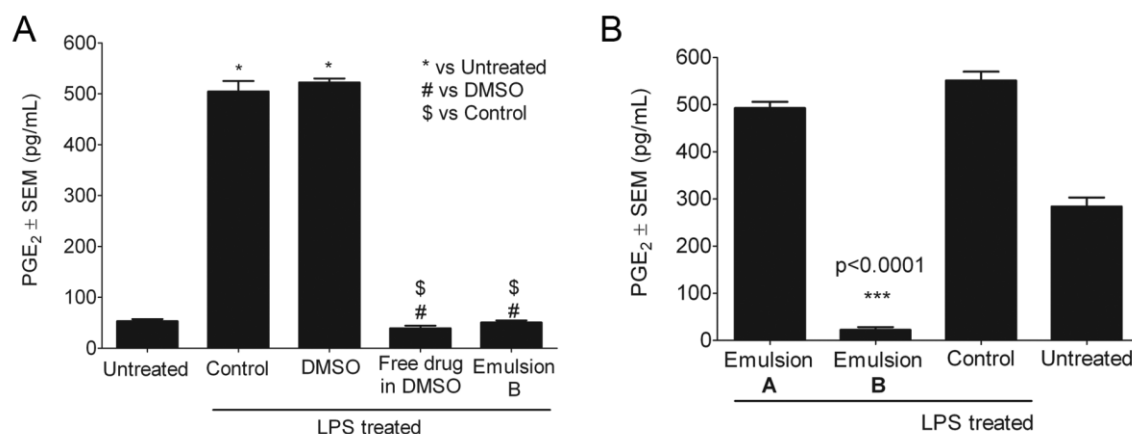 A
PGE₂ ± SEM (pg/mL)
600
500
400
300
200
100
0
* vs Untreated
# vs DMSO
$ vs Control
*
*
$
#
$
#
Untreated
Control
DMSO
Free drug
in DMSO
Emulsion
B
LPS treated
B
PGE₂ ± SEM (pg/mL)
600
500
400
300
200
100
0
p<0.0001
***
Emulsion
A
Emulsion
B
Control
Untreated
LPS treated